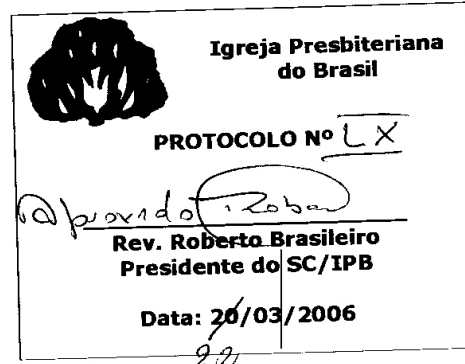 Igreja Presbiteriana
do Brasil
PROTOCOLO Nº LX
Aprovado
Rev. Roberto Brasileiro
Presidente do SC/IPB
Data: 20/03/2006
22